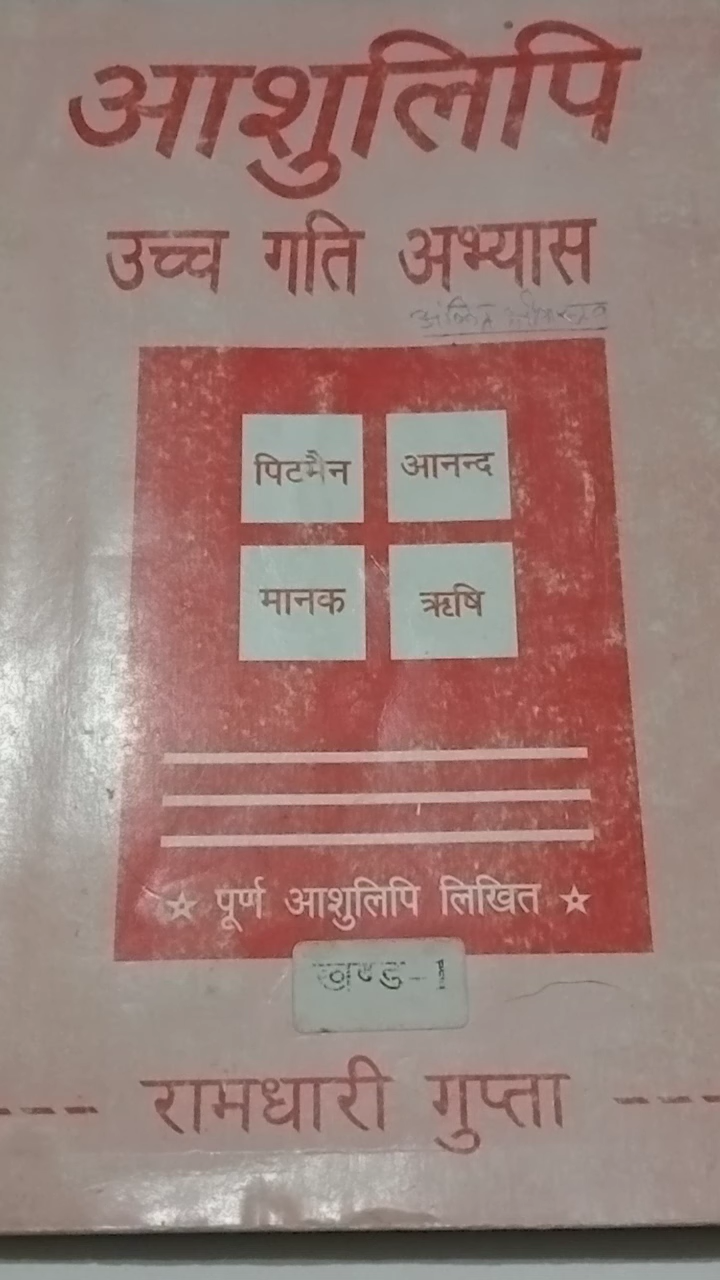 आशुलिपि
उच्च गति अभ्यास
पिटमैन आनन्द
मानक ऋषि
☆ पूर्ण आशुलिपि लिखित ☆
खण्ड-1
--- रामधारी गुप्ता ---